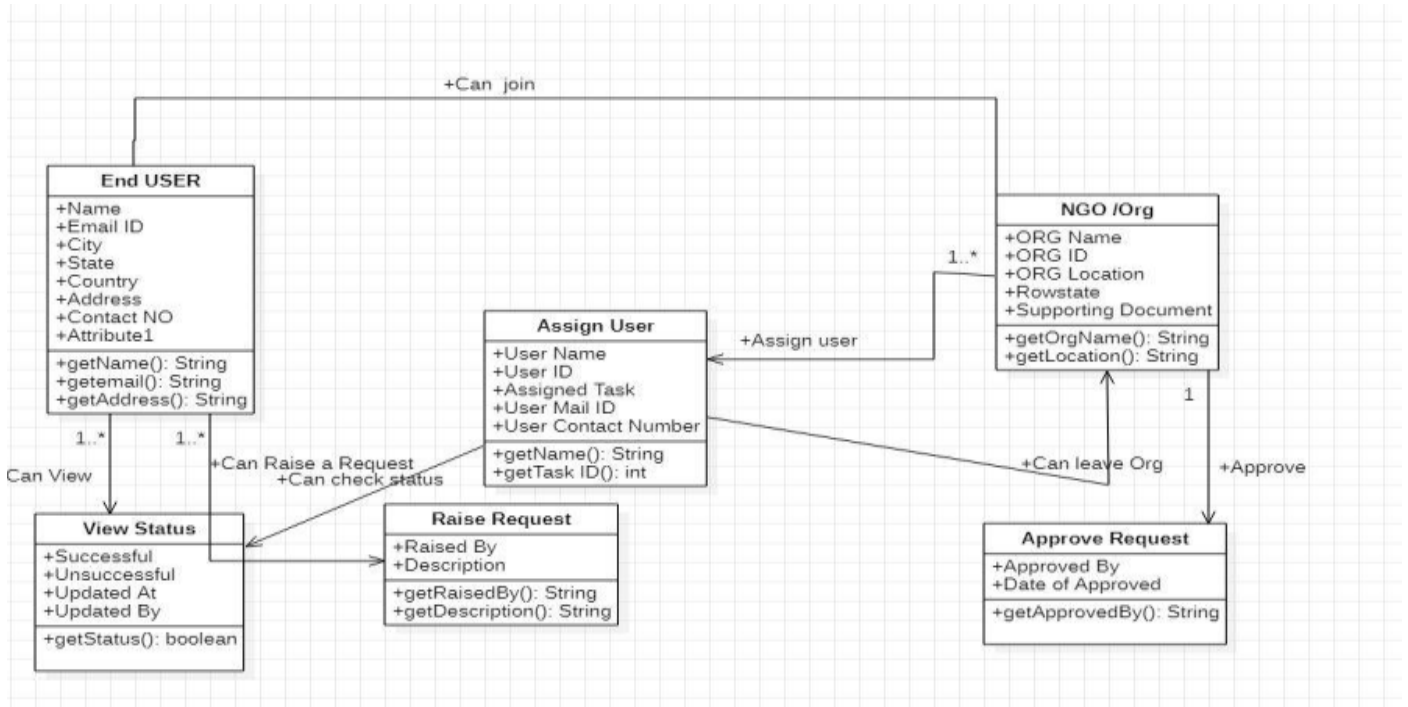 +Can join
End USER
+Name
+Email ID
+City
+State
+Country
+Address
+Contact NO
+Attribute1
+getName(): String
+getemail(): String
+getAddress(): String
NGO /Org
+ORG Name
+ORG ID
+ORG Location
+Rowstate
+Supporting Document
+getOrgName(): String
+getLocation(): String
1..*
+Assign user
Assign User
+User Name
+User ID
+Assigned Task
+User Mail ID
+User Contact Number
+getName(): String
+getTask ID(): int
1..*
1..*
1
Can View
+Can Raise a Request
+Can check status
+Can leave Org
+Approve
View Status
+Successful
+Unsuccessful
+Updated At
+Updated By
+getStatus(): boolean
Raise Request
+Raised By
+Description
+getRaisedBy(): String
+getDescription(): String
Approve Request
+Approved By
+Date of Approved
+getApprovedBy(): String